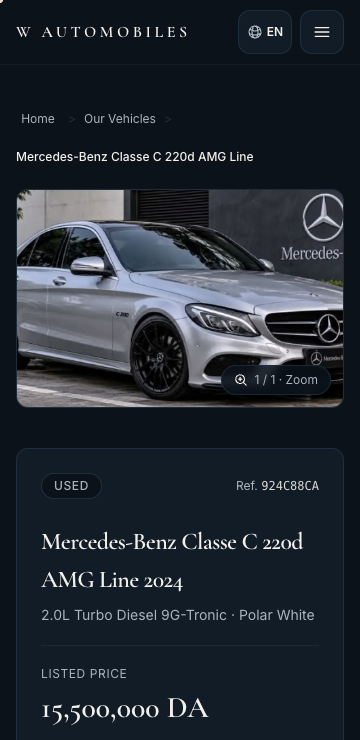 W AUTOMOBILES
EN
Home > Our Vehicles >
Mercedes-Benz Classe C 220d AMG Line
Mercedes-
1 / 1 · Zoom
USED
Ref. 924C88CA
Mercedes-Benz Classe C 220d
AMG Line 2024
2.0L Turbo Diesel 9G-Tronic · Polar White
LISTED PRICE
15,500,000 DA